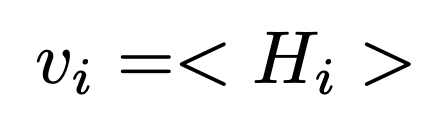 $v_i = < H_i >$